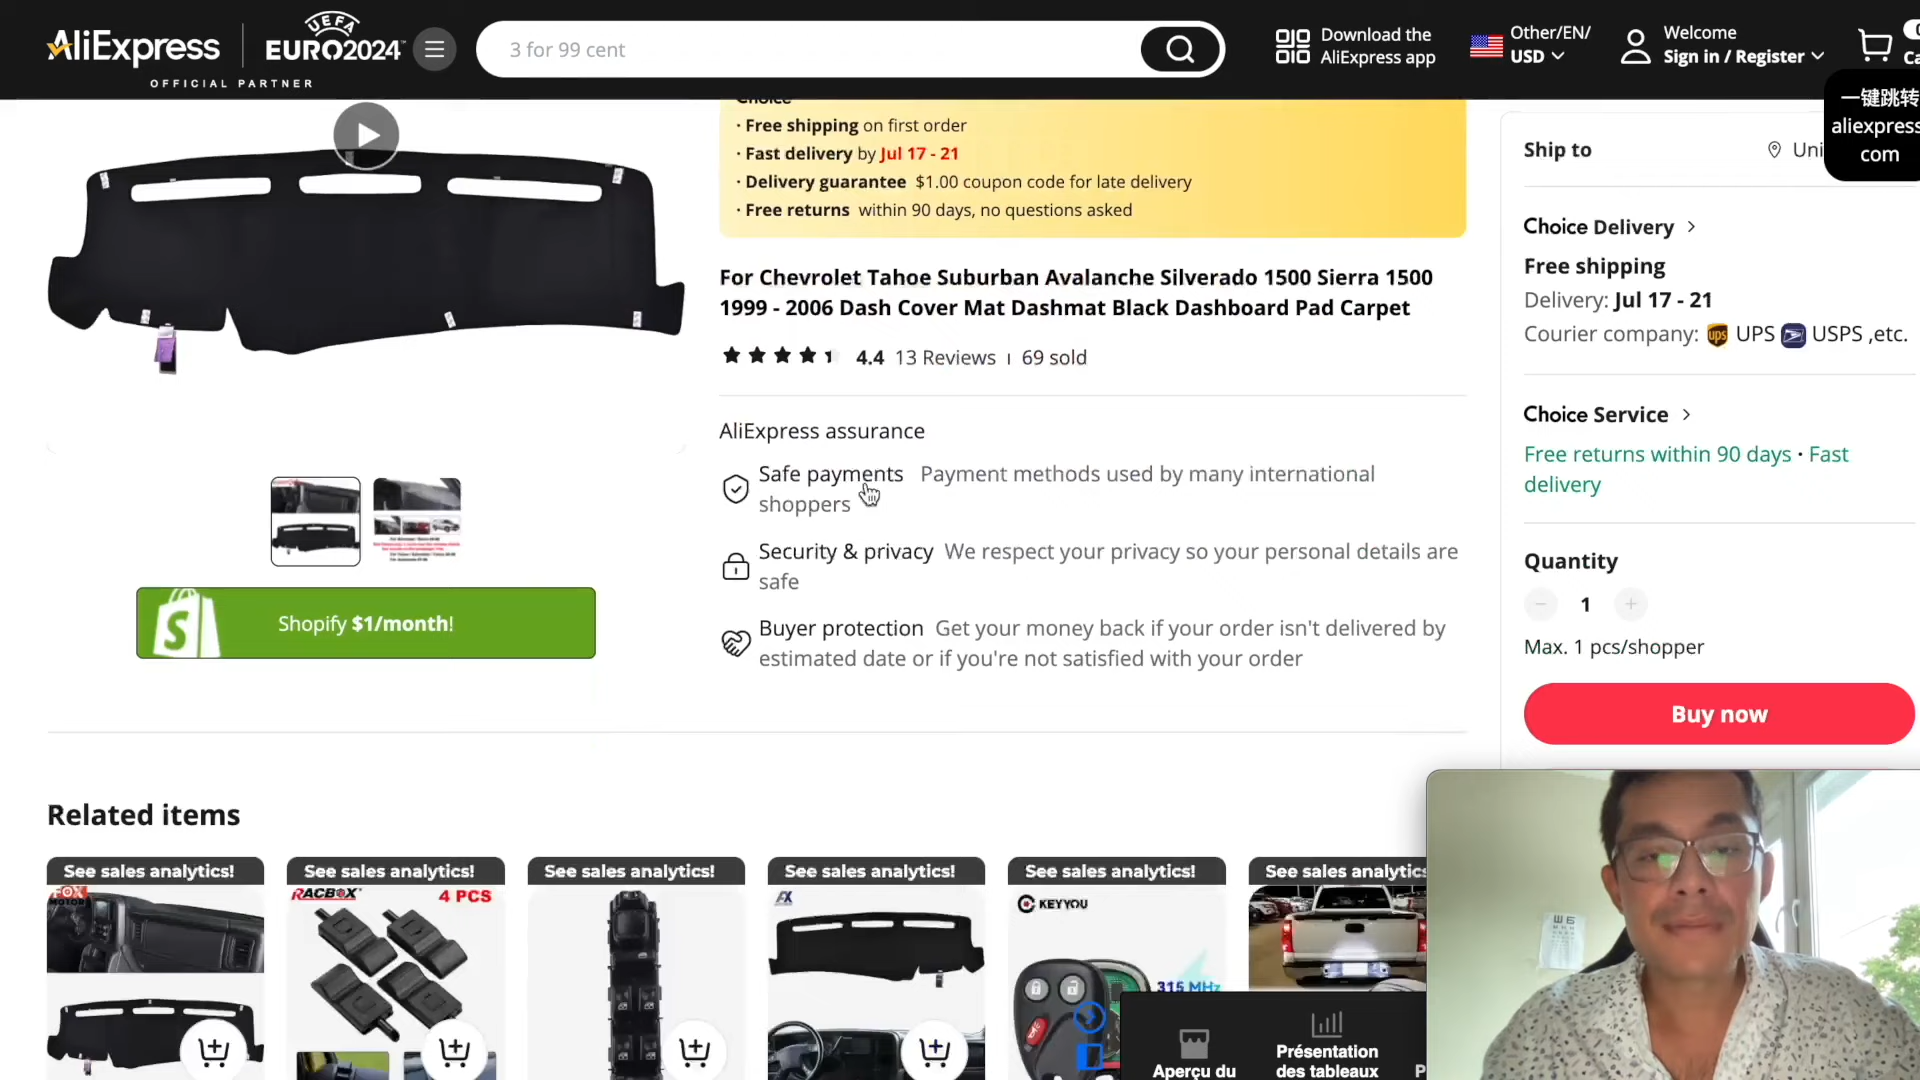 AliExpress
UEFA
EURO2024
OFFICIAL PARTNER
3 for 99 cent
Download the
AliExpress app
Other/EN/
USD
Welcome
Sign in / Register
一键跳转
aliexpress
com
· Free shipping on first order
· Fast delivery by Jul 17 - 21
· Delivery guarantee $1.00 coupon code for late delivery
· Free returns within 90 days, no questions asked
For Chevrolet Tahoe Suburban Avalanche Silverado 1500 Sierra 1500
1999 - 2006 Dash Cover Mat Dashmat Black Dashboard Pad Carpet
4.4 13 Reviews 69 sold
AliExpress assurance
Safe payments Payment methods used by many international
shoppers
Security & privacy We respect your privacy so your personal details are
safe
Buyer protection Get your money back if your order isn't delivered by
estimated date or if you're not satisfied with your order
Shopify $1/month!
Ship to
Uni
Choice Delivery
Free shipping
Delivery: Jul 17 - 21
Courier company: UPS USPS ,etc.
Choice Service
Free returns within 90 days · Fast
delivery
Quantity
1
Max. 1 pcs/shopper
Buy now
Related items
See sales analytics!
See sales analytics!
See sales analytics!
See sales analytics!
See sales analytics!
See sales analytics
FOX
MOTORS
RACBOX
4 PCS
KEYYOU
315 MHz
Aperçu du
Présentation
des tableaux
P